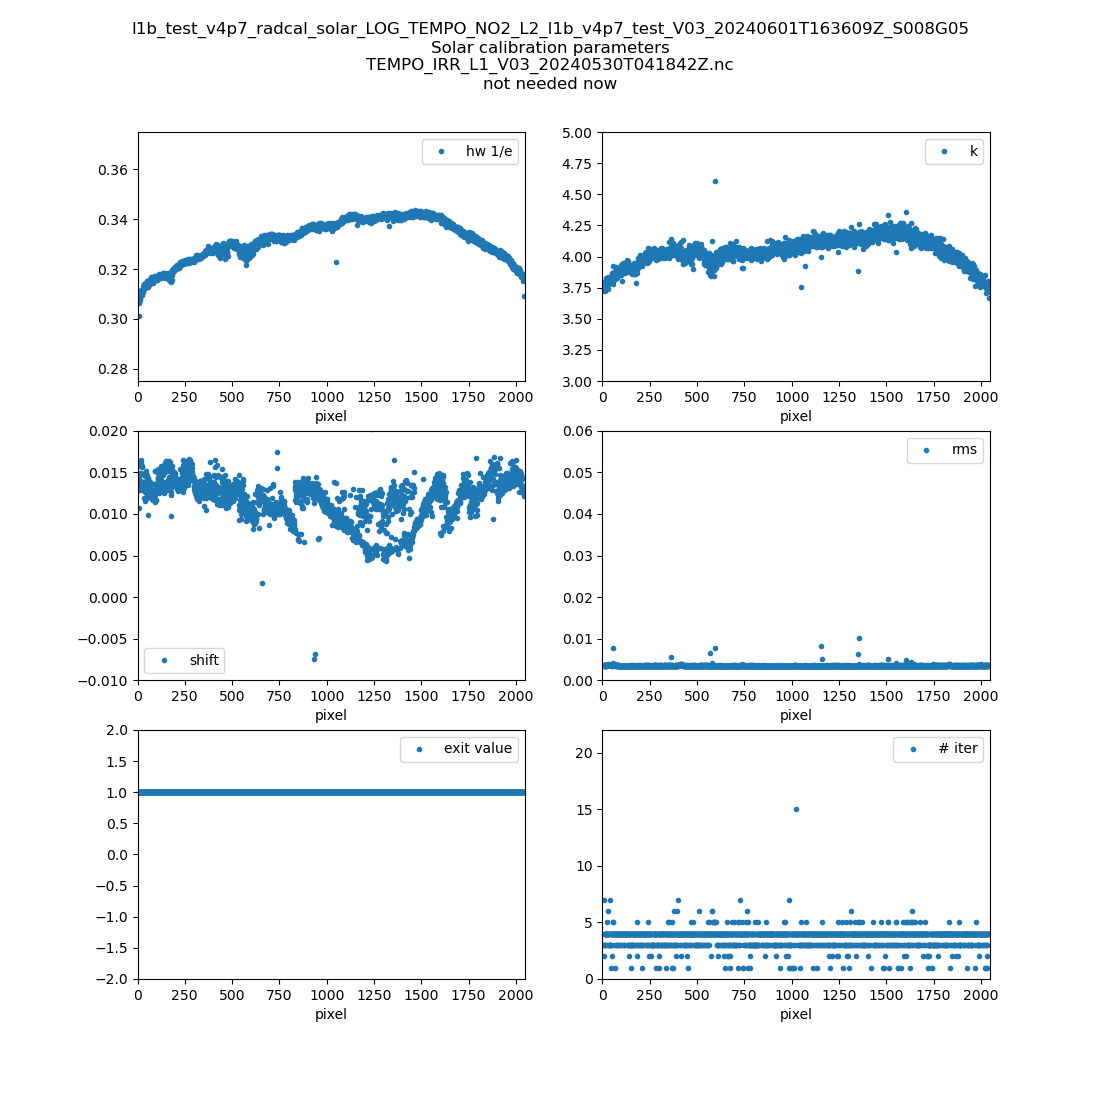 l1b_test_v4p7_radcal_solar_LOG_TEMPO_NO2_L2_l1b_v4p7_test_V03_20240601T163609Z_S008G05
Solar calibration parameters
TEMPO_IRR_L1_V03_20240530T041842Z.nc
not needed now
hw 1/e
0.36
0.34
0.32
0.30
0.28
0 250 500 750 1000 1250 1500 1750 2000
pixel
k
5.00
4.75
4.50
4.25
4.00
3.75
3.50
3.25
3.00
0 250 500 750 1000 1250 1500 1750 2000
pixel
0.020
0.015
0.010
0.005
0.000
−0.005
−0.010
shift
0 250 500 750 1000 1250 1500 1750 2000
pixel
rms
0.06
0.05
0.04
0.03
0.02
0.01
0.00
0 250 500 750 1000 1250 1500 1750 2000
pixel
exit value
2.0
1.5
1.0
0.5
0.0
−0.5
−1.0
−1.5
−2.0
0 250 500 750 1000 1250 1500 1750 2000
pixel
# iter
20
15
10
5
0
0 250 500 750 1000 1250 1500 1750 2000
pixel